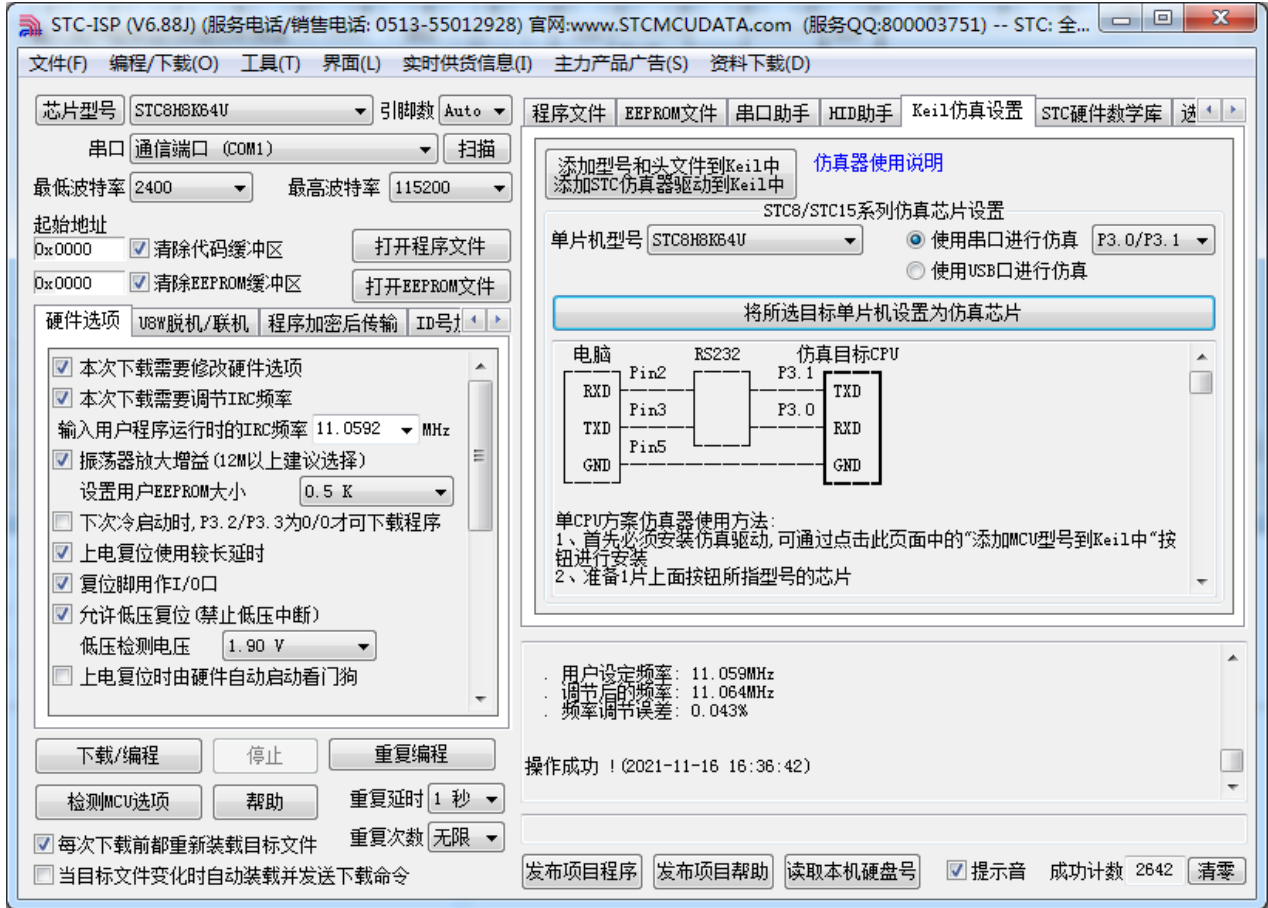 STC-ISP (V6.88J) (服务电话/销售电话: 0513-55012928) 官网:www.STCMCUDATA.com (服务QQ:800003751) -- STC: 全...
文件(F) 编程/下载(O) 工具(T) 界面(L) 实时供货信息(I) 主力产品广告(S) 资料下载(D)
芯片型号 STC8H8K64U 引脚数 Auto
串口 通信端口 (COM1) 扫描
最低波特率 2400 最高波特率 115200
起始地址
0x0000 清除代码缓冲区 打开程序文件
0x0000 清除EEPROM缓冲区 打开EEPROM文件
硬件选项 U8W脱机/联机 程序加密后传输 ID号
本次下载需要修改硬件选项
本次下载需要调节IRC频率
输入用户程序运行时的IRC频率 11.0592 MHz
振荡器放大增益(12M以上建议选择)
设置用户EEPROM大小 0.5 K
下次冷启动时,P3.2/P3.3为0/0才可下载程序
上电复位使用较长延时
复位脚用作I/O口
允许低压复位(禁止低压中断)
低压检测电压 1.90 V
上电复位时由硬件自动启动看门狗
下载/编程 停止 重复编程
检测MCU选项 帮助 重复延时 1 秒
每次下载前都重新装载目标文件 重复次数 无限
当目标文件变化时自动装载并发送下载命令
程序文件 EEPROM文件 串口助手 HID助手 Keil仿真设置 STC硬件数学库
添加型号和头文件到Keil中
添加STC仿真器驱动到Keil中
仿真器使用说明
STC8/STC15系列仿真芯片设置
单片机型号 STC8H8K64U 使用串口进行仿真 P3.0/P3.1
使用USB口进行仿真
将所选目标单片机设置为仿真芯片
电脑 RS232 仿真目标CPU
RXD Pin2 P3.1 TXD
TXD Pin3 P3.0 RXD
GND Pin5 GND
单CPU方案仿真器使用方法:
1、首先必须安装仿真驱动,可通过点击此页面中的"添加MCU型号到Keil中"按
钮进行安装
2、准备1片上面按钮所指型号的芯片
. 用户设定频率: 11.059MHz
. 调节后的频率: 11.064MHz
. 频率调节误差: 0.043%
操作成功 !(2021-11-16 16:36:42)
发布项目程序 发布项目帮助 读取本机硬盘号 提示音 成功计数 2642 清零